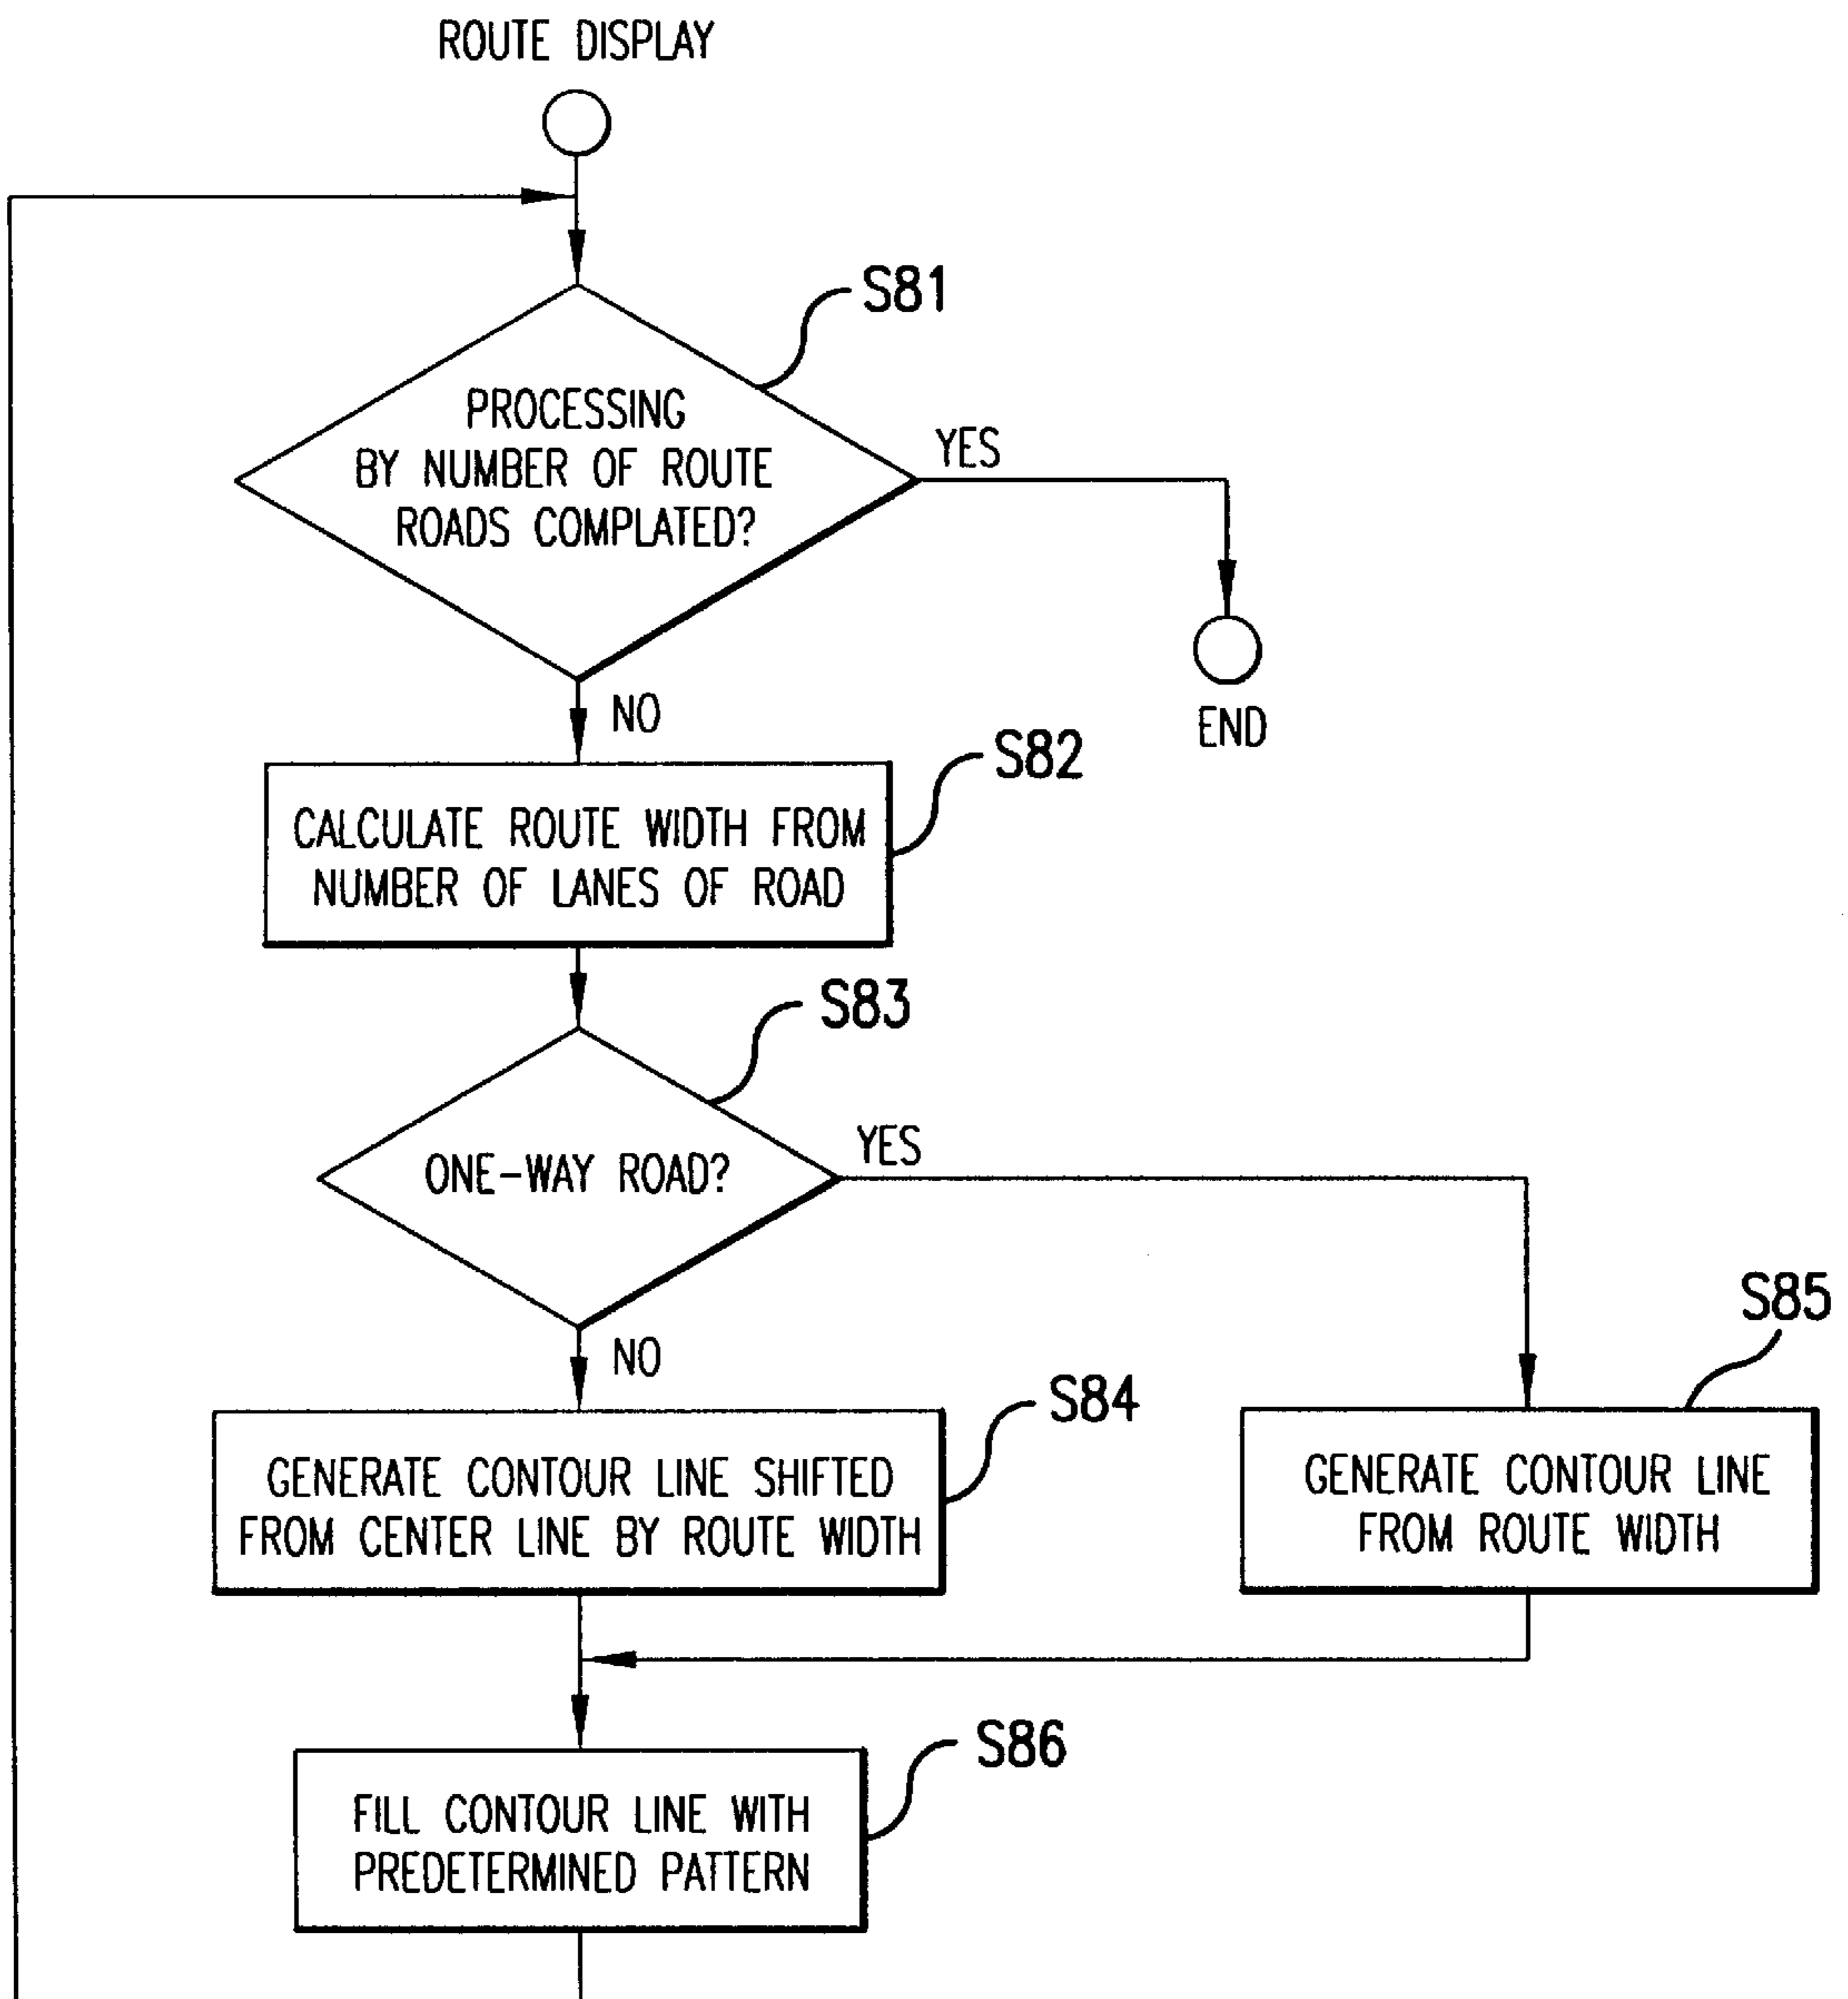 ROUTE DISPLAY
S81
PROCESSING
BY NUMBER OF ROUTE
ROADS COMPLATED?
YES
END
NO
S82
CALCULATE ROUTE WIDTH FROM
NUMBER OF LANES OF ROAD
S83
ONE-WAY ROAD?
YES
NO
S84
GENERATE CONTOUR LINE SHIFTED
FROM CENTER LINE BY ROUTE WIDTH
S85
GENERATE CONTOUR LINE
FROM ROUTE WIDTH
S86
FILL CONTOUR LINE WITH
PREDETERMINED PATTERN